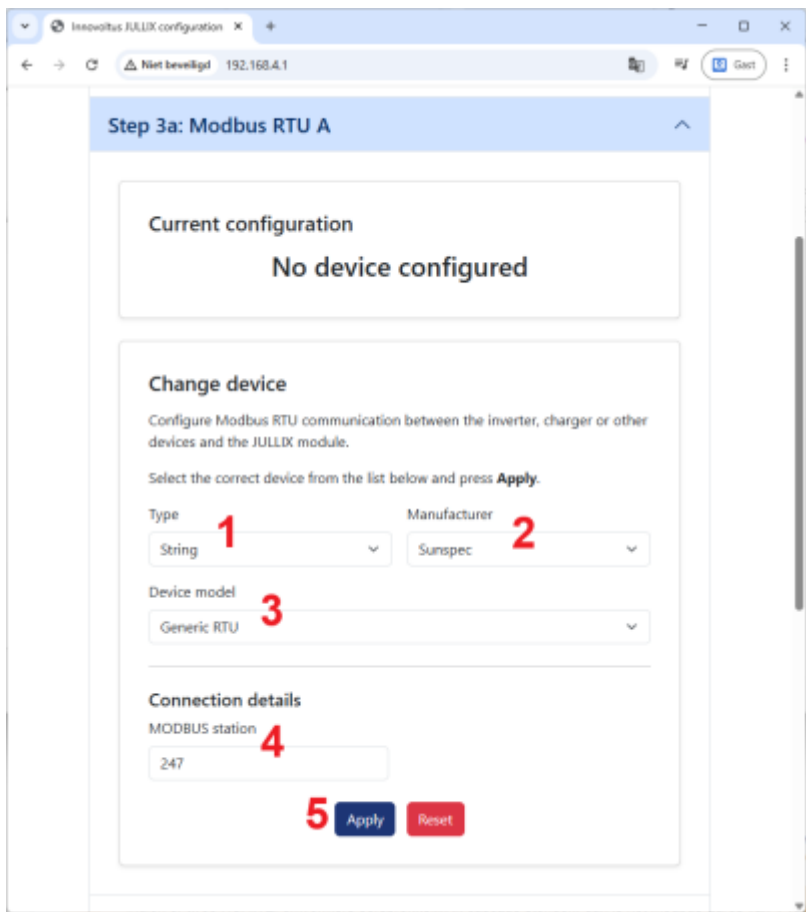 Innovoltus JULLIX configuration
Niet beveiligd 192.168.4.1
Gast
Step 3a: Modbus RTU A
Current configuration
No device configured
Change device
Configure Modbus RTU communication between the inverter, charger or other
devices and the JULLIX module.
Select the correct device from the list below and press Apply.
Type 1
Manufacturer 2
String
Sunspec
Device model 3
Generic RTU
Connection details
MODBUS station 4
247
5 Apply Reset